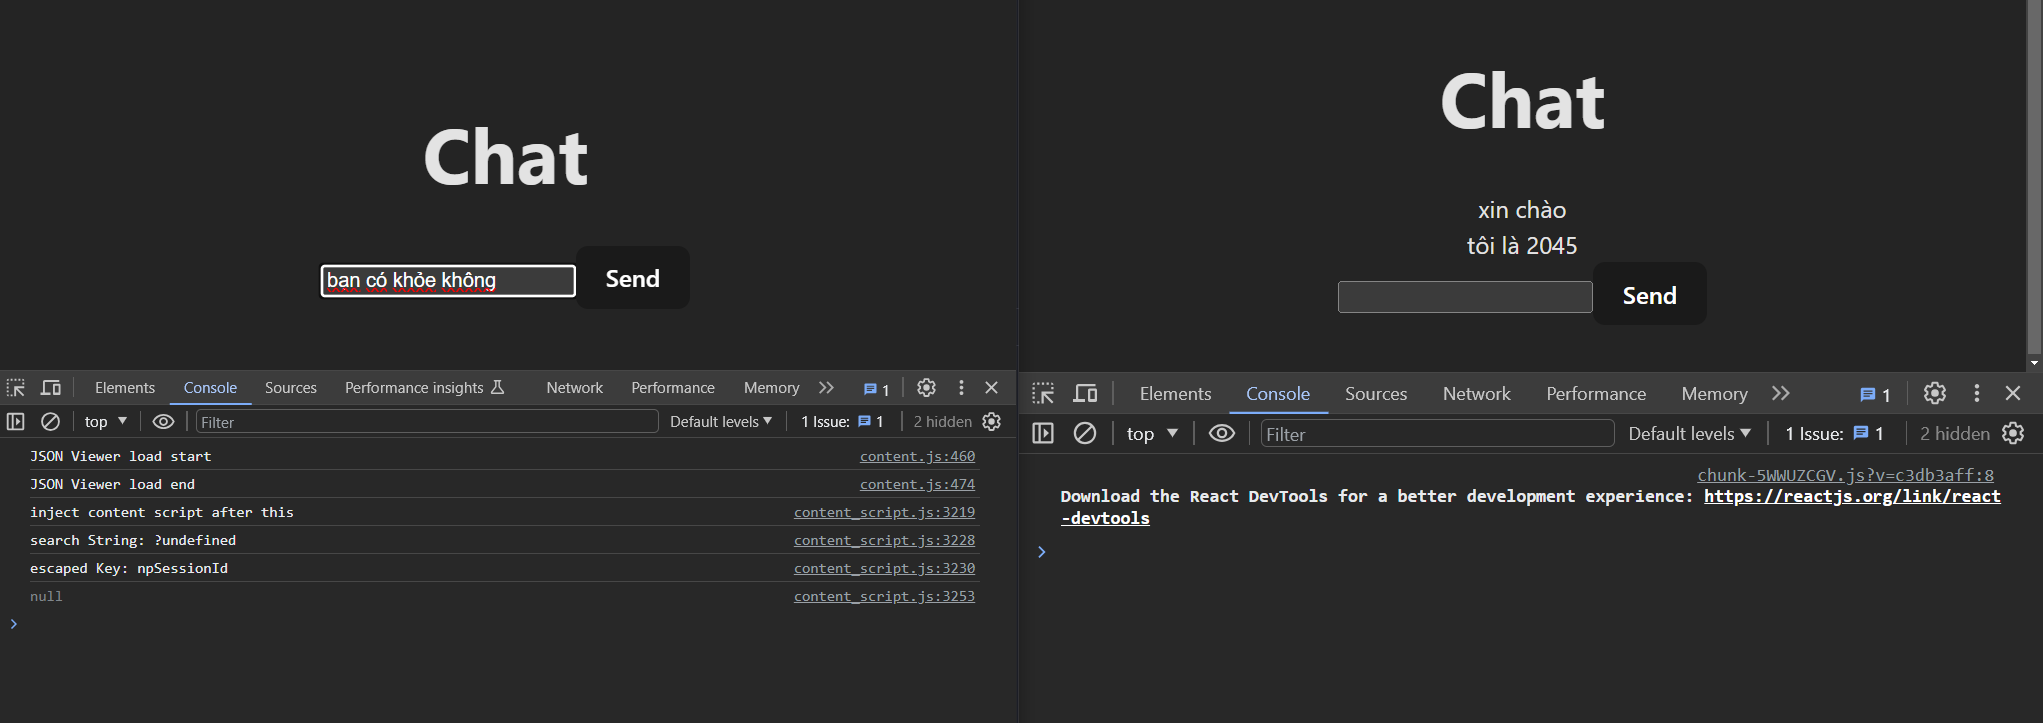 Chat
bạn có khỏe không
Send
Elements Console Sources Performance insights Network Performance Memory 1
top Filter Default levels 1 Issue: 1 2 hidden
JSON Viewer load start content.js:460
JSON Viewer load end content.js:474
inject content script after this content_script.js:3219
search String: ?undefined content_script.js:3228
escaped Key: npSessionId content_script.js:3230
null content_script.js:3253
Chat
xin chào
tôi là 2045
Send
Elements Console Sources Network Performance Memory 1
top Filter Default levels 1 Issue: 1 2 hidden
chunk-5WWUZCGV.js?v=c3db3aff:8
Download the React DevTools for a better development experience: https://reactjs.org/link/react
-devtools